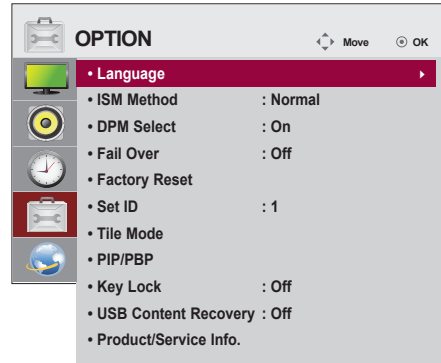 OPTION Move OK
• Language
• ISM Method : Normal
• DPM Select : On
• Fail Over : Off
• Factory Reset
• Set ID : 1
• Tile Mode
• PIP/PBP
• Key Lock : Off
• USB Content Recovery : Off
• Product/Service Info.